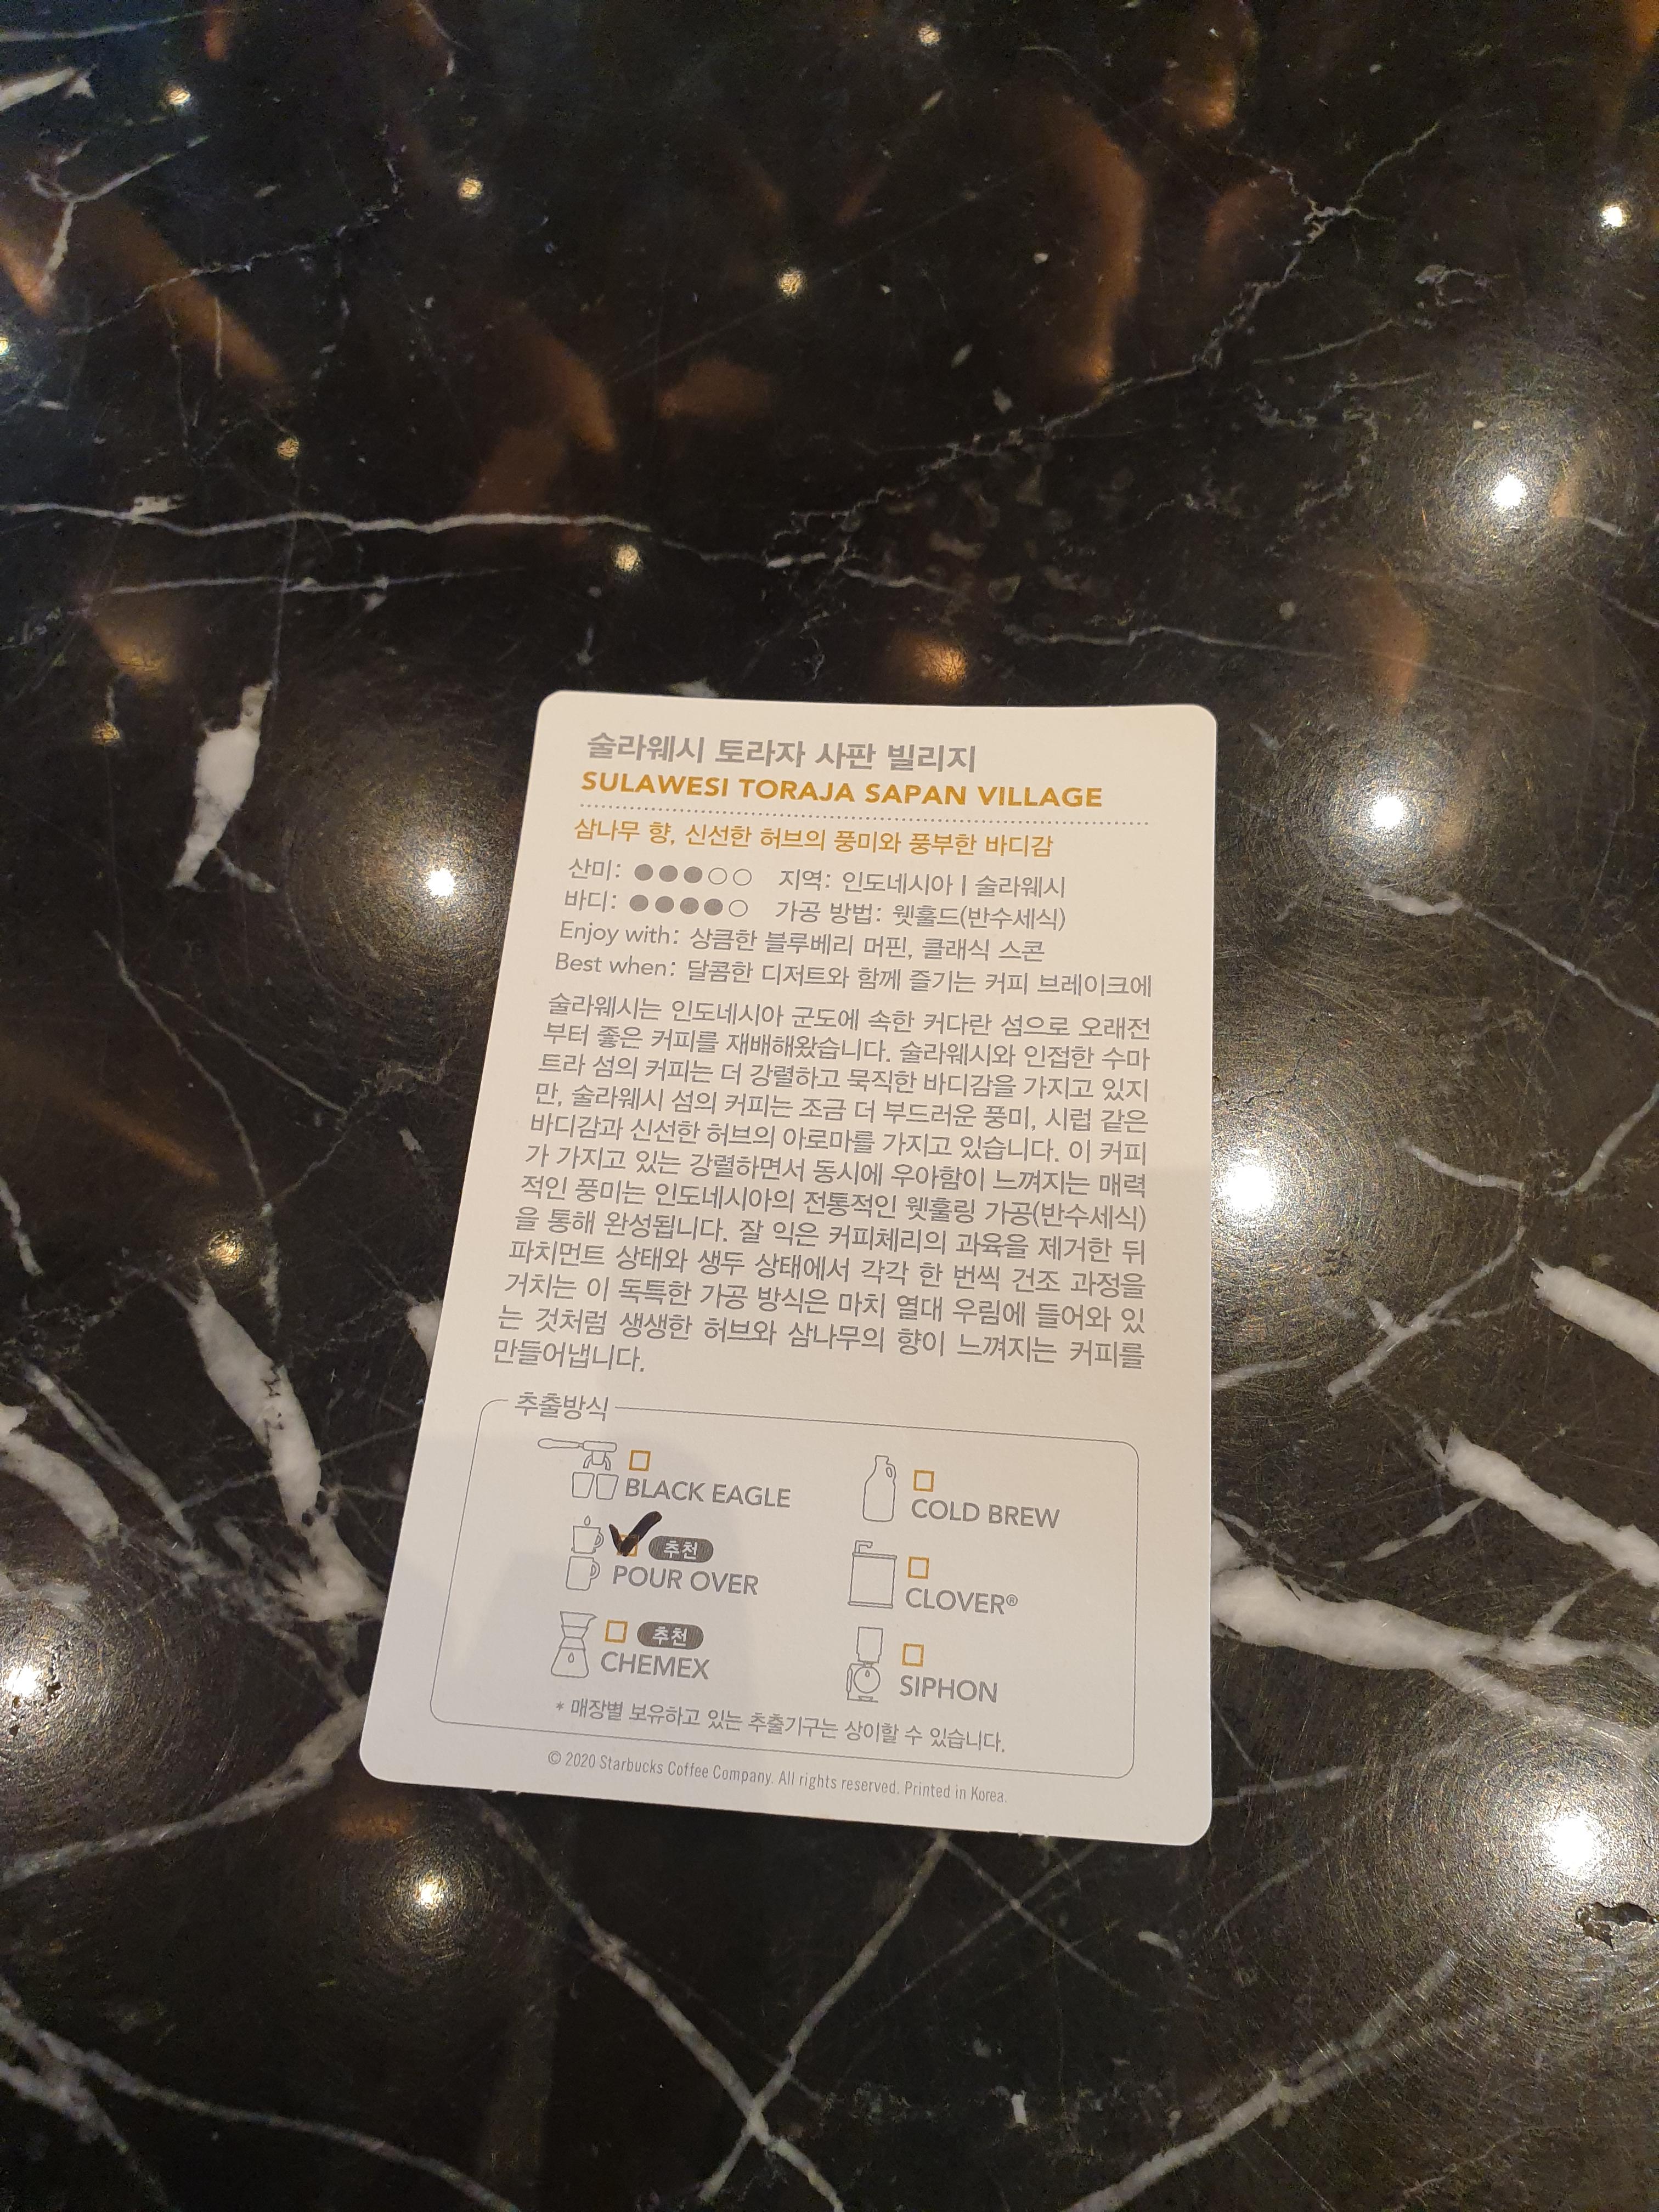 술라웨시 토라자 사판 빌리지
SULAWESI TORAJA SAPAN VILLAGE
삼나무 향, 신선한 허브의 풍미와 풍부한 바디감
산미: ●●●○○ 지역: 인도네시아 | 술라웨시
바디: ●●●●○ 가공 방법: 웻훌드(반수세식)
Enjoy with: 상큼한 블루베리 머핀, 클래식 스콘
Best when: 달콤한 디저트와 함께 즐기는 커피 브레이크에
술라웨시는 인도네시아 군도에 속한 커다란 섬으로 오래전
부터 좋은 커피를 재배해왔습니다. 술라웨시와 인접한 수마
트라 섬의 커피는 더 강렬하고 묵직한 바디감을 가지고 있지
만, 술라웨시 섬의 커피는 조금 더 부드러운 풍미, 시럽 같은
바디감과 신선한 허브의 아로마를 가지고 있습니다. 이 커피
가 가지고 있는 강렬하면서 동시에 우아함이 느껴지는 매력
적인 풍미는 인도네시아의 전통적인 웻훌링 가공(반수세식)
을 통해 완성됩니다. 잘 익은 커피체리의 과육을 제거한 뒤
파치먼트 상태와 생두 상태에서 각각 한 번씩 건조 과정을
거치는 이 독특한 가공 방식은 마치 열대 우림에 들어와 있
는 것처럼 생생한 허브와 삼나무의 향이 느껴지는 커피를
만들어냅니다.
추출방식
BLACK EAGLE
COLD BREW
추천
POUR OVER
CLOVER®
추천
CHEMEX
SIPHON
* 매장별 보유하고 있는 추출기구는 상이할 수 있습니다.
© 2020 Starbucks Coffee Company. All rights reserved. Printed in Korea.